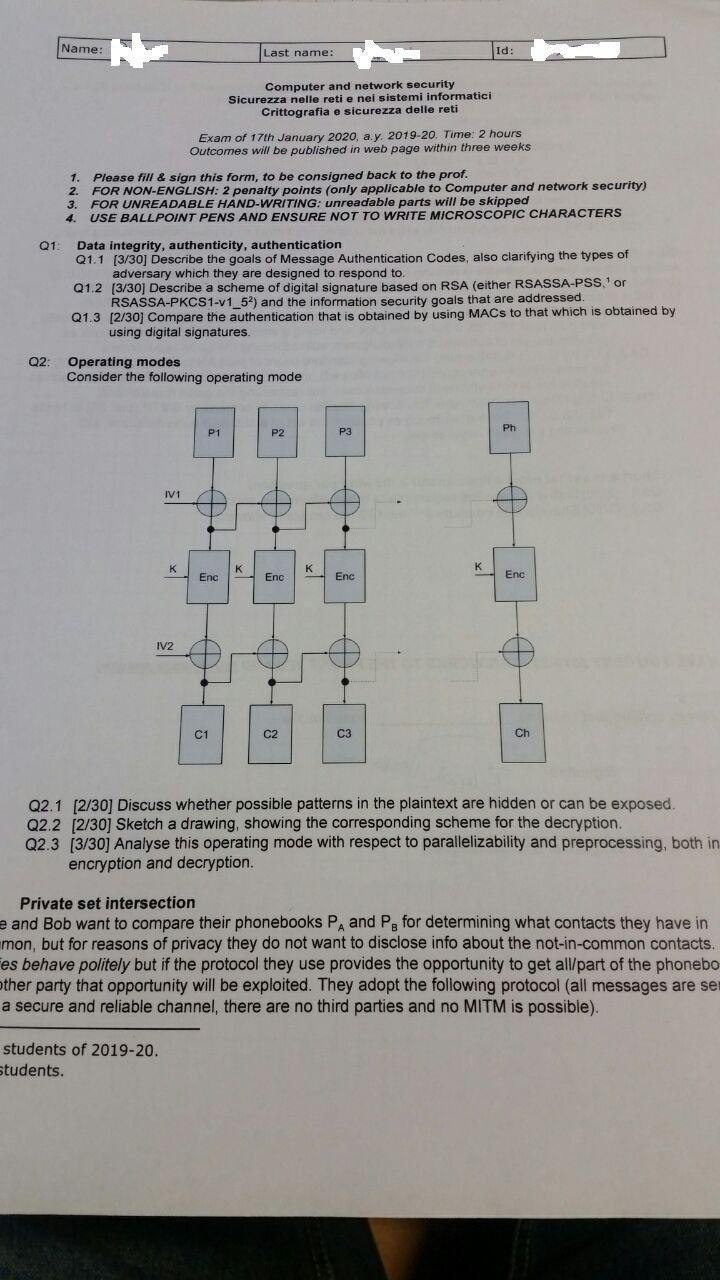 Name:
Last name:
Id:
Computer and network security
Sicurezza nelle reti e nei sistemi informatici
Crittografia e sicurezza delle reti
Exam of 17th January 2020, a.y. 2019-20. Time: 2 hours
Outcomes will be published in web page within three weeks
1. Please fill & sign this form, to be consigned back to the prof.
2. FOR NON-ENGLISH: 2 penalty points (only applicable to Computer and network security)
3. FOR UNREADABLE HAND-WRITING: unreadable parts will be skipped
4. USE BALLPOINT PENS AND ENSURE NOT TO WRITE MICROSCOPIC CHARACTERS
Q1: Data integrity, authenticity, authentication
Q1.1 [3/30] Describe the goals of Message Authentication Codes, also clarifying the types of
adversary which they are designed to respond to.
Q1.2 [3/30] Describe a scheme of digital signature based on RSA (either RSASSA-PSS,¹ or
RSASSA-PKCS1-v1_5²) and the information security goals that are addressed.
Q1.3 [2/30] Compare the authentication that is obtained by using MACs to that which is obtained by
using digital signatures.
Q2: Operating modes
Consider the following operating mode
P1 P2 P3 Ph
IV1
K Enc K Enc K Enc K Enc
IV2
C1 C2 C3 Ch
Q2.1 [2/30] Discuss whether possible patterns in the plaintext are hidden or can be exposed.
Q2.2 [2/30] Sketch a drawing, showing the corresponding scheme for the decryption.
Q2.3 [3/30] Analyse this operating mode with respect to parallelizability and preprocessing, both in
encryption and decryption.
Private set intersection
e and Bob want to compare their phonebooks P_A and P_B for determining what contacts they have in
mon, but for reasons of privacy they do not want to disclose info about the not-in-common contacts.
ies behave politely but if the protocol they use provides the opportunity to get all/part of the phonebo
other party that opportunity will be exploited. They adopt the following protocol (all messages are se
a secure and reliable channel, there are no third parties and no MITM is possible).
students of 2019-20.
students.